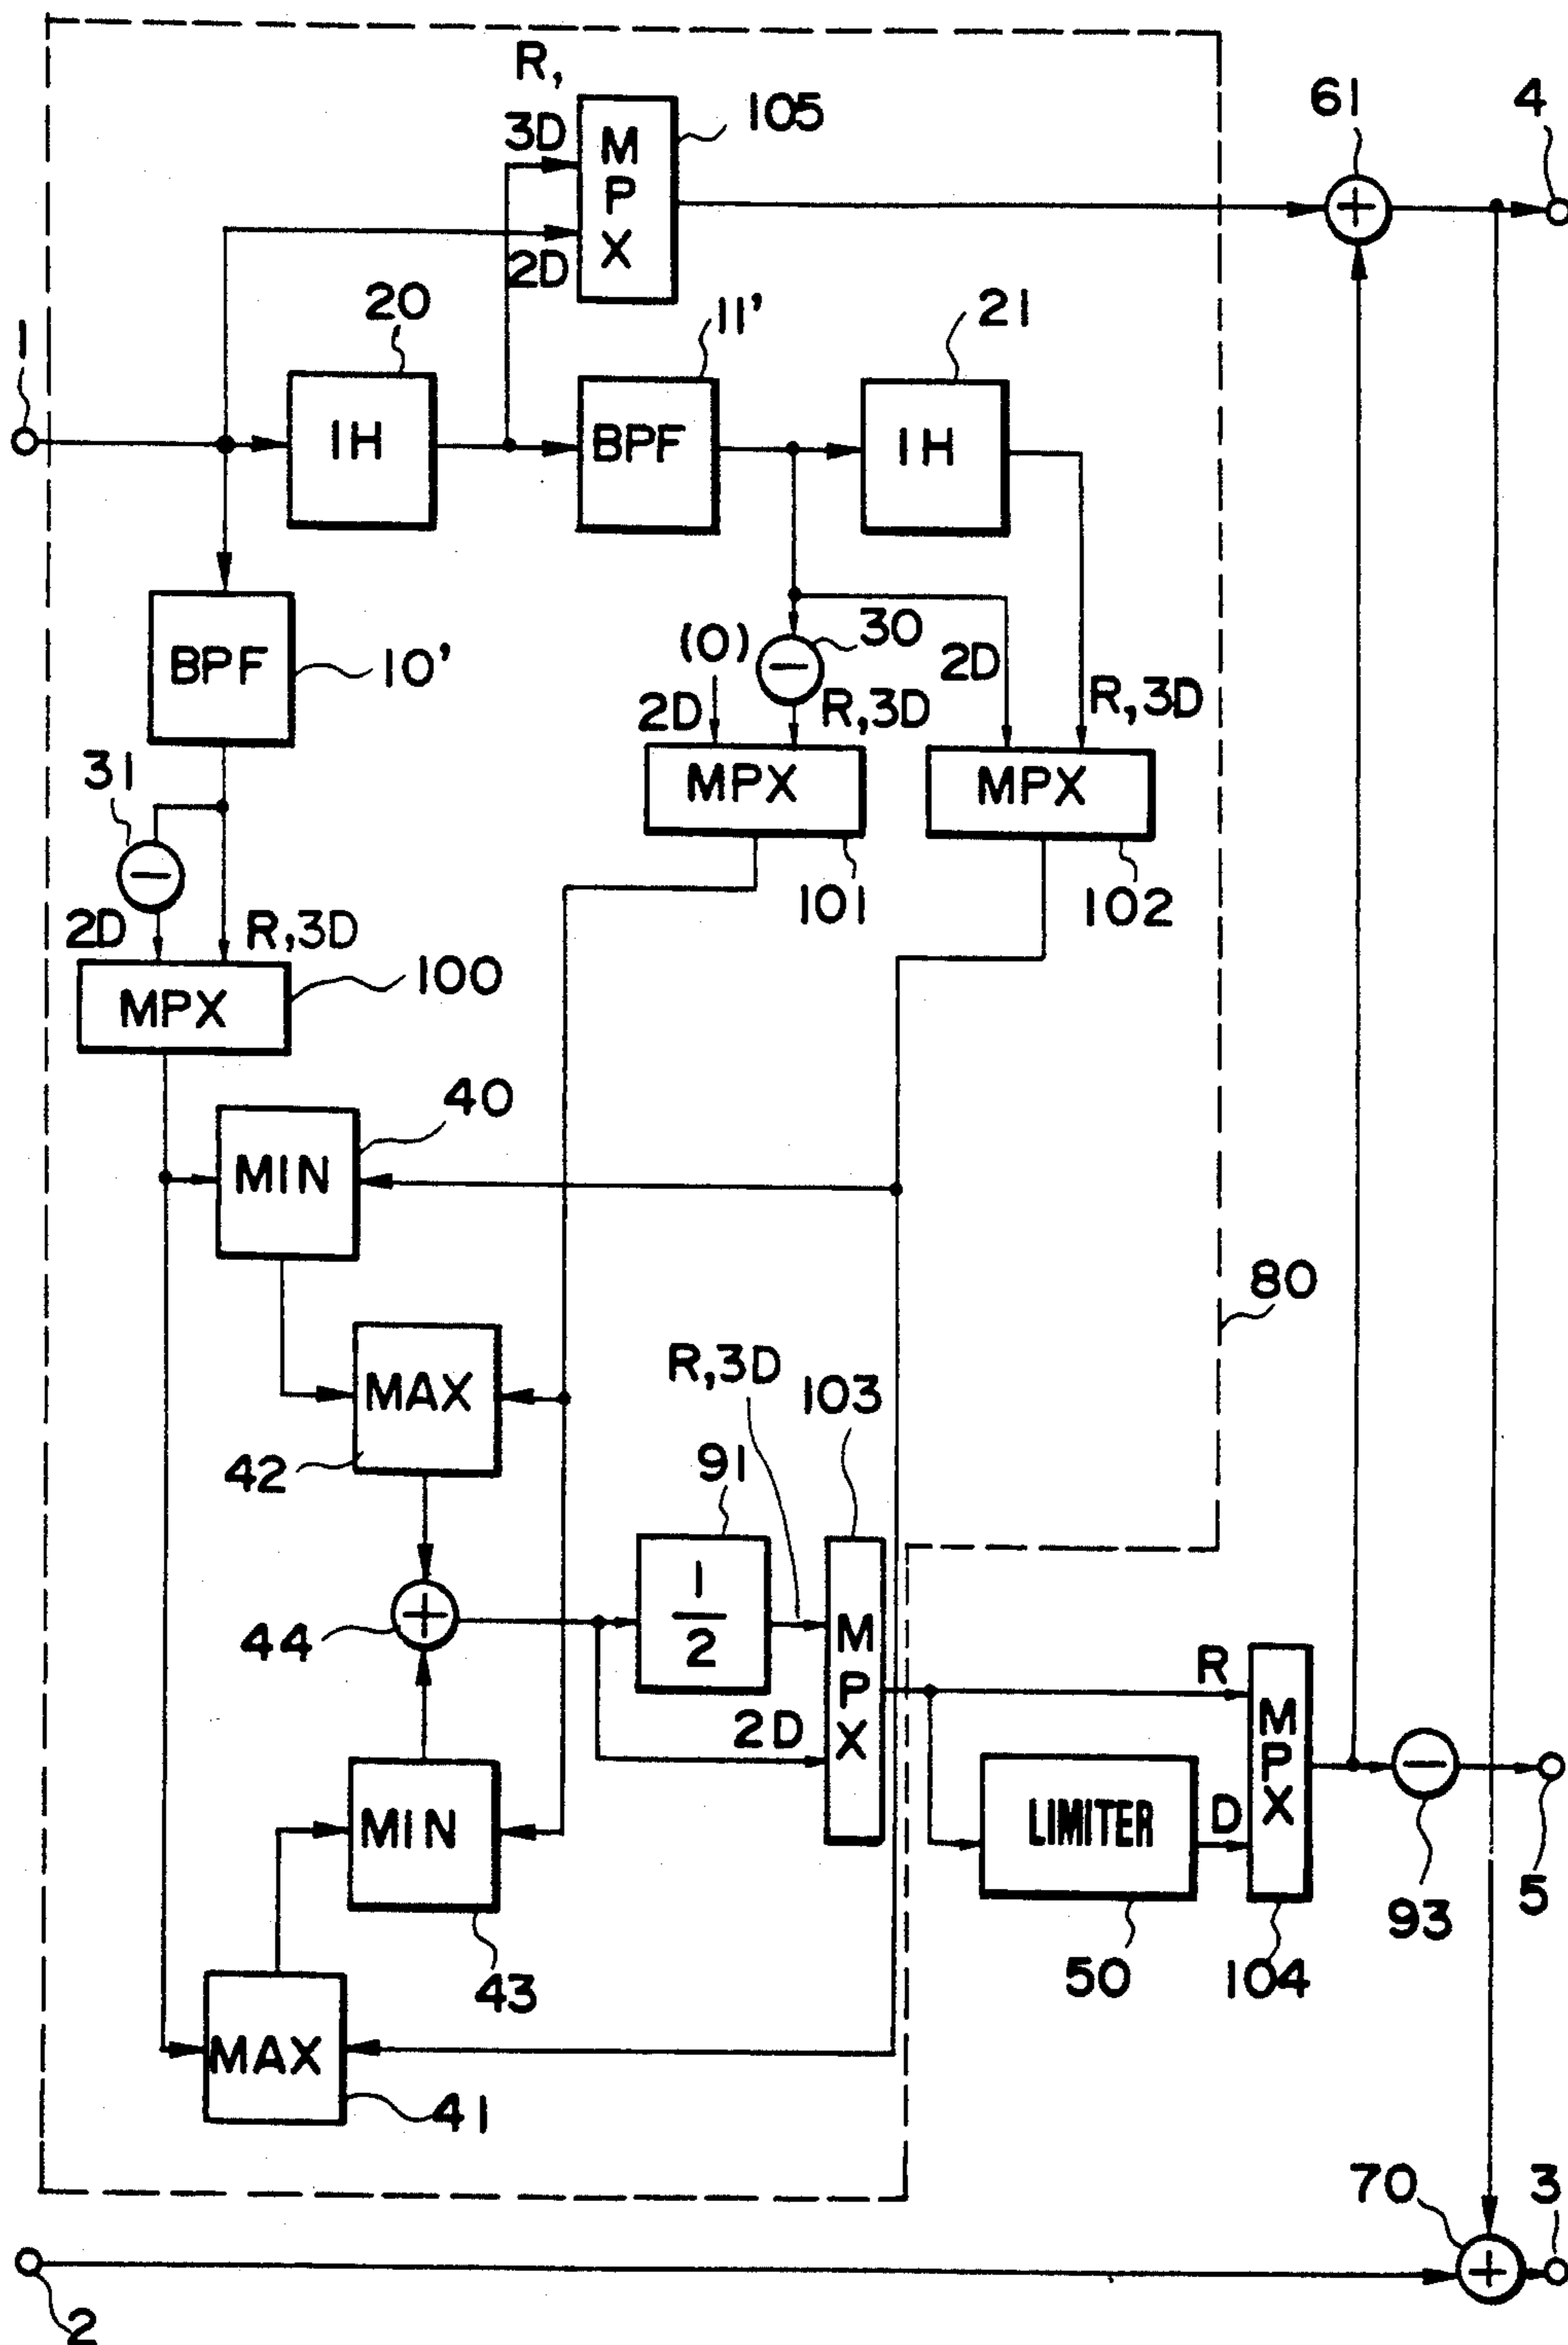 R,
3D
M
P
X
105
61
4
2D
20
11'
21
1
1H
BPF
1H
BPF
10'
(0)
30
2D
2D
R,3D
R,3D
31
MPX
MPX
101
102
2D
R,3D
MPX
100
40
MIN
80
MAX
42
R,3D
103
91
44
1
2
M
P
X
2D
R
M
P
X
MIN
LIMITER
D
93
5
43
50
104
MAX
41
70
3
2